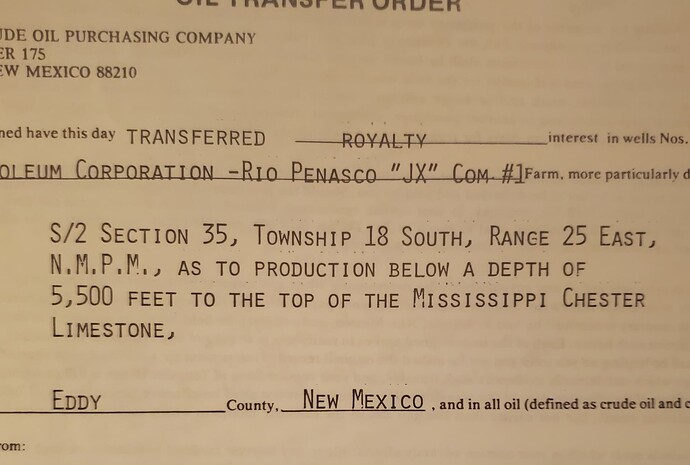 OIL TRANSFER ORDER
UDE OIL PURCHASING COMPANY
ER 175
EW MEXICO 88210
ned have this day TRANSFERRED ROYALTY interest in wells Nos.
OLEUM CORPORATION -RIO PENASCO "JX" COM #1 Farm, more particularly d
S/2 SECTION 35, TOWNSHIP 18 SOUTH, RANGE 25 EAST,
N.M.P.M., AS TO PRODUCTION BELOW A DEPTH OF
5,500 FEET TO THE TOP OF THE MISSISSIPPI CHESTER
LIMESTONE,
EDDY County, NEW MEXICO , and in all oil (defined as crude oil and c
rom: